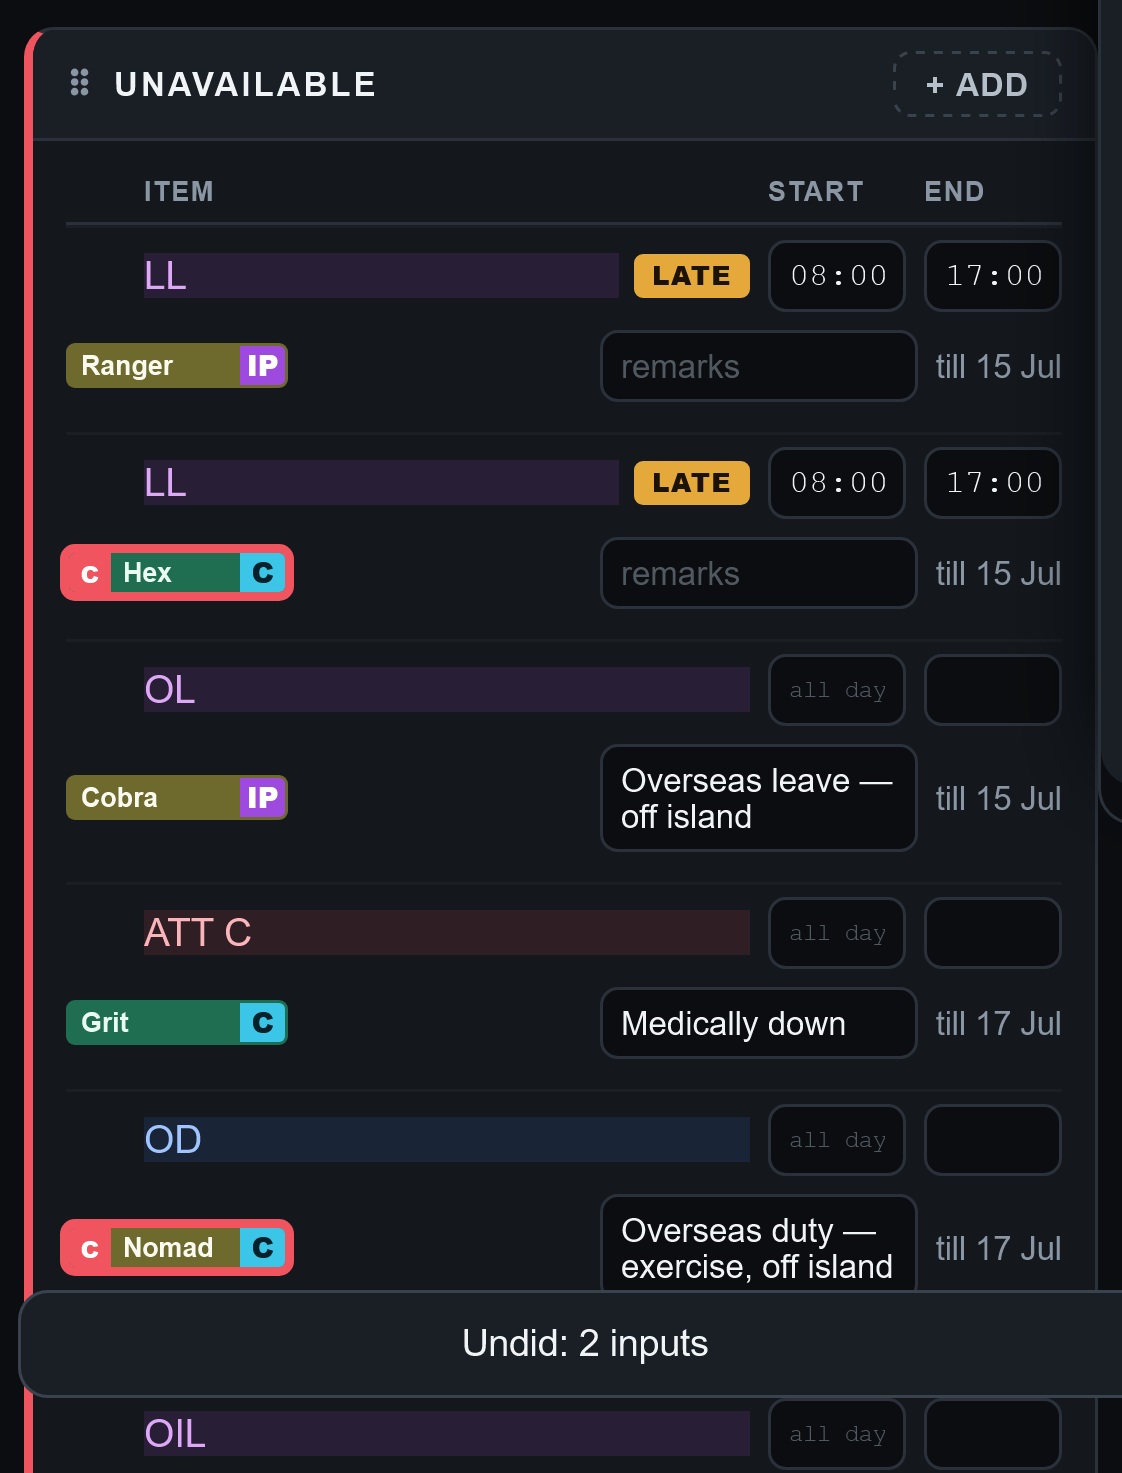 UNAVAILABLE
+ ADD
ITEM START END
LL LATE 08:00 17:00
Ranger IP remarks till 15 Jul
LL LATE 08:00 17:00
c Hex C remarks till 15 Jul
OL all day
Cobra IP Overseas leave —
off island till 15 Jul
ATT C all day
Grit C Medically down till 17 Jul
OD all day
c Nomad C Overseas duty —
exercise, off island till 17 Jul
Undid: 2 inputs
OIL all day